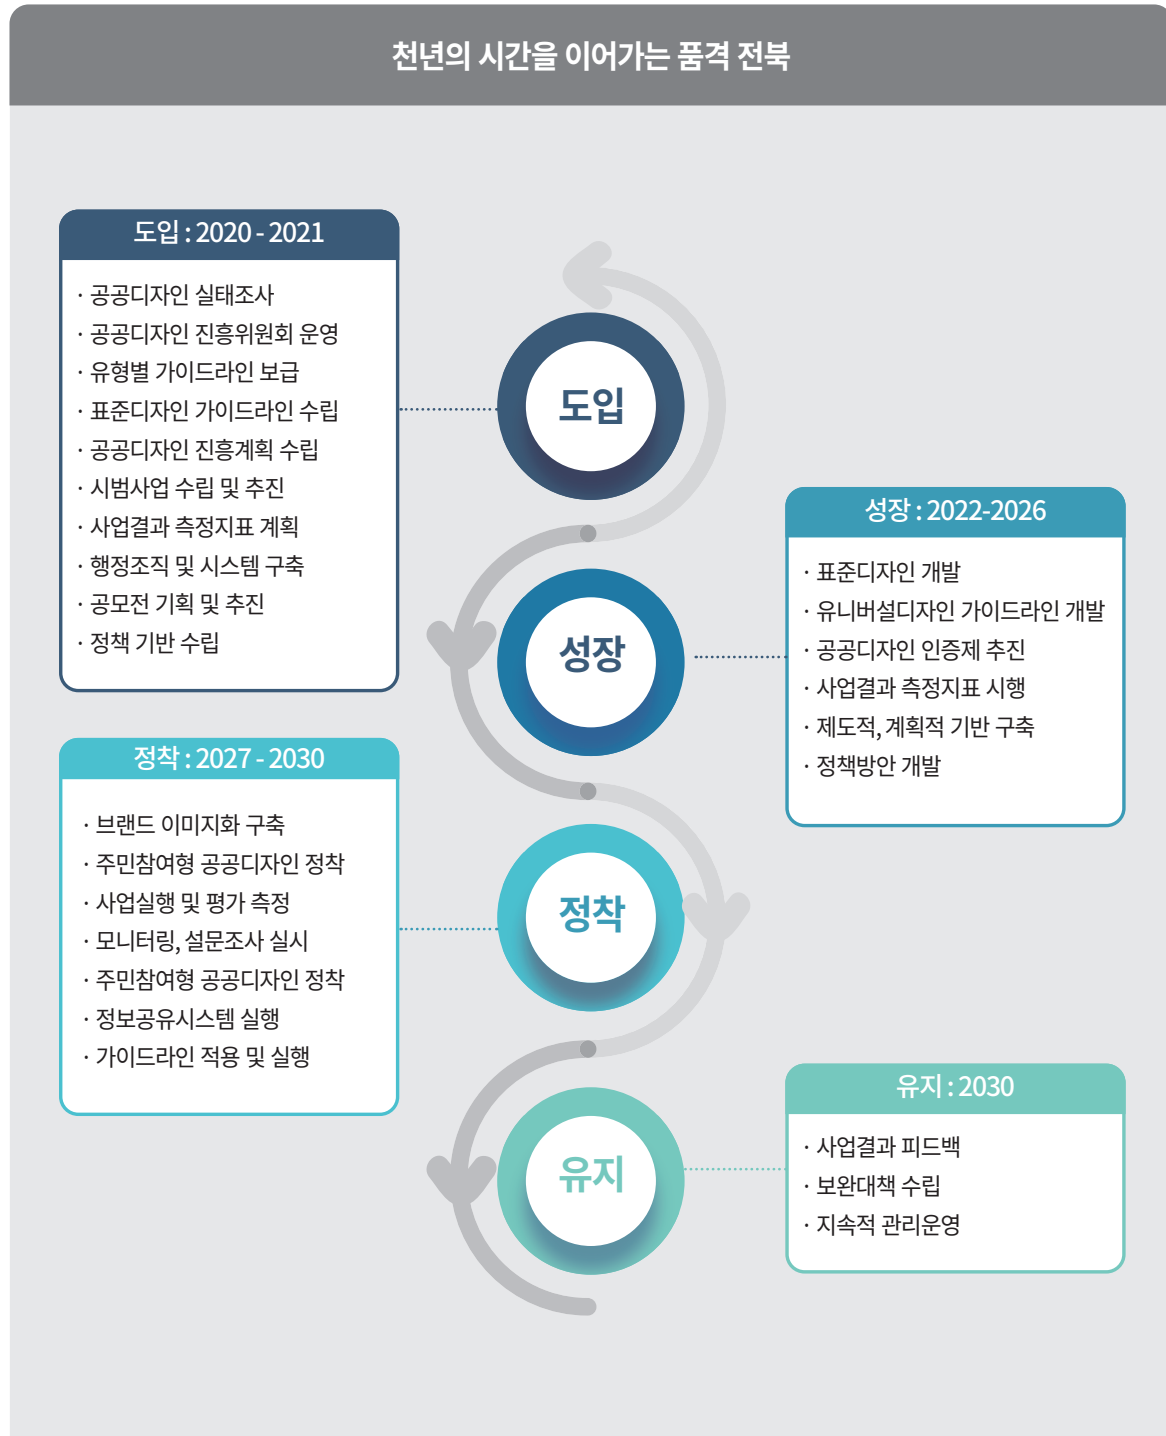 천년의 시간을 이어가는 품격 전북
도입 : 2020 - 2021
· 공공디자인 실태조사
· 공공디자인 진흥위원회 운영
· 유형별 가이드라인 보급
· 표준디자인 가이드라인 수립
· 공공디자인 진흥계획 수립
· 시범사업 수립 및 추진
· 사업결과 측정지표 계획
· 행정조직 및 시스템 구축
· 공모전 기획 및 추진
· 정책 기반 수립
도입
성장
성장 : 2022-2026
· 표준디자인 개발
· 유니버설디자인 가이드라인 개발
· 공공디자인 인증제 추진
· 사업결과 측정지표 시행
· 제도적, 계획적 기반 구축
· 정책방안 개발
정착 : 2027 - 2030
· 브랜드 이미지화 구축
· 주민참여형 공공디자인 정착
· 사업실행 및 평가 측정
· 모니터링, 설문조사 실시
· 주민참여형 공공디자인 정착
· 정보공유시스템 실행
· 가이드라인 적용 및 실행
정착
유지
유지 : 2030
· 사업결과 피드백
· 보완대책 수립
· 지속적 관리운영